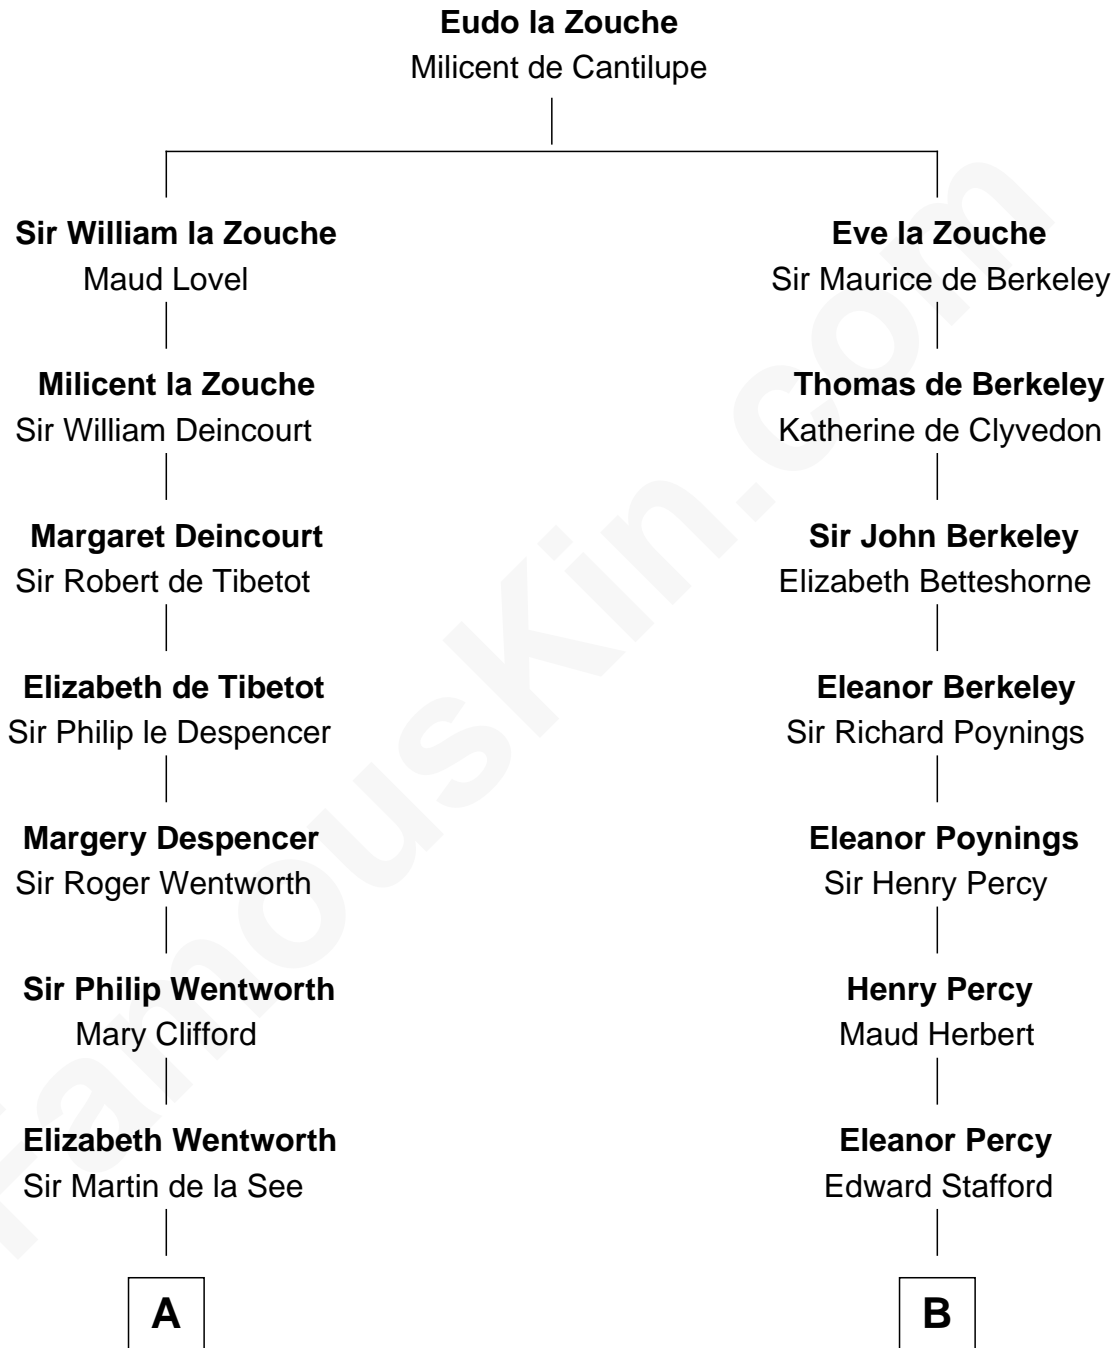 Eudo la Zouche
Milicent de Cantilupe
Sir William la Zouche
Maud Lovel
Eve la Zouche
Sir Maurice de Berkeley
Milicent la Zouche
Sir William Deincourt
Thomas de Berkeley
Katherine de Clyvedon
Margaret Deincourt
Sir Robert de Tibetot
Sir John Berkeley
Elizabeth Betteshorne
Elizabeth de Tibetot
Sir Philip le Despencer
Eleanor Berkeley
Sir Richard Poynings
Margery Despencer
Sir Roger Wentworth
Eleanor Poynings
Sir Henry Percy
Sir Philip Wentworth
Mary Clifford
Henry Percy
Maud Herbert
Elizabeth Wentworth
Sir Martin de la See
Eleanor Percy
Edward Stafford
A
B
FamousKin.com